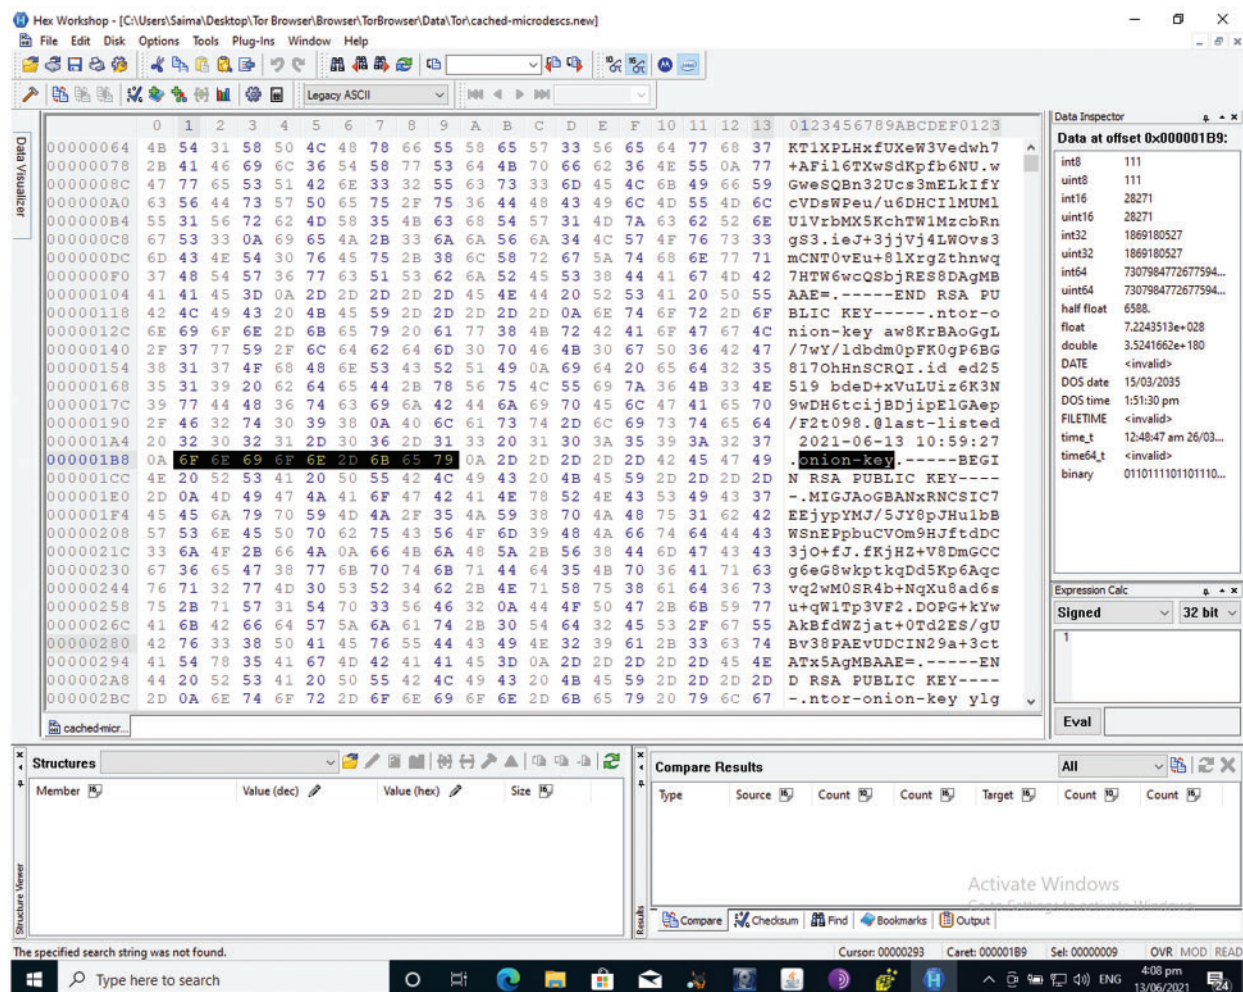 Hex Workshop - [C:\Users\Saima\Desktop\Tor Browser\Browser\TorBrowser\Data\Tor\cached-microdescs.new]
File Edit Disk Options Tools Plug-Ins Window Help
Legacy ASCII
Data Visualizer
0 1 2 3 4 5 6 7 8 9 A B C D E F 10 11 12 13 0123456789ABCDEF0123
00000064 4B 54 31 58 50 4C 48 78 66 55 58 65 57 33 56 65 64 77 68 37 KT1XPLHxfUXeW3Vedwh7
00000078 2B 41 46 69 6C 36 54 58 77 53 64 4B 70 66 62 36 4E 55 0A 77 +AFil6TXwSdKpfb6NU.w
0000008C 47 77 65 53 51 42 6E 33 32 55 63 73 33 6D 45 4C 6B 49 66 59 GweSQBn32Ucs3mELkIfY
000000A0 63 56 44 73 57 50 65 75 2F 75 36 44 48 43 49 6C 4D 55 4D 6C cVDsWPeu/u6DHCIlMUMl
000000B4 55 31 56 72 62 4D 58 35 4B 63 68 54 57 31 4D 7A 63 62 52 6E U1VrbMX5KchTW1MzcbRn
000000C8 67 53 33 0A 69 65 4A 2B 33 6A 6A 56 6A 34 4C 57 4F 76 73 33 gS3.ieJ+3jjVj4LWOvs3
000000DC 6D 43 4E 54 30 76 45 75 2B 38 6C 58 72 67 5A 74 68 6E 77 71 mCNT0vEu+8lXrgZthnwq
000000F0 37 48 54 57 36 77 63 51 53 62 6A 52 45 53 38 44 41 67 4D 42 7HTW6wcQSbjRES8DAgMB
00000104 41 41 45 3D 0A 2D 2D 2D 2D 2D 45 4E 44 20 52 53 41 20 50 55 AAE=.-----END RSA PU
00000118 42 4C 49 43 20 4B 45 59 2D 2D 2D 2D 2D 0A 6E 74 6F 72 2D 6F BLIC KEY-----.ntor-o
0000012C 6E 69 6F 6E 2D 6B 65 79 20 61 77 38 4B 72 42 41 6F 47 67 4C nion-key aw8KrBAoGgL
00000140 2F 37 77 59 2F 6C 64 62 64 6D 30 70 46 4B 30 67 50 36 42 47 /7wY/ldbdm0pFK0gP6BG
00000154 38 31 37 4F 68 48 6E 53 43 52 51 49 0A 69 64 20 65 64 32 35 817OhHnSCRQI.id ed25
00000168 35 31 39 20 62 64 65 44 2B 78 56 75 4C 55 69 7A 36 4B 33 4E 519 bdeD+xVuLUiz6K3N
0000017C 39 77 44 48 36 74 63 69 6A 42 44 6A 69 70 45 6C 47 41 65 70 9wDH6tcijBDjipElGAep
00000190 2F 46 32 74 30 39 38 0A 40 6C 61 73 74 2D 6C 69 73 74 65 64 /F2t098.@last-listed
000001A4 20 32 30 32 31 2D 30 36 2D 31 33 20 31 30 3A 35 39 3A 32 37 2021-06-13 10:59:27
000001B8 0A 6F 6E 69 6F 6E 2D 6B 65 79 0A 2D 2D 2D 2D 2D 42 45 47 49 .onion-key.-----BEGI
000001CC 4E 20 52 53 41 20 50 55 42 4C 49 43 20 4B 45 59 2D 2D 2D 2D N RSA PUBLIC KEY----
000001E0 2D 0A 4D 49 47 4A 41 6F 47 42 41 4E 78 52 4E 43 53 49 43 37 -.MIGJAoGBANxRNCSIC7
000001F4 45 45 6A 79 70 59 4D 4A 2F 35 4A 59 38 70 4A 48 75 31 62 42 EEjypYMJ/5JY8pJHu1bB
00000208 57 53 6E 45 50 70 62 75 43 56 4F 6D 39 48 4A 66 74 64 44 43 WSnEPpbuCVOm9HJftdDC
0000021C 33 6A 4F 2B 66 4A 0A 66 4B 6A 48 5A 2B 56 38 44 6D 47 43 43 3jO+fJ.fKjHZ+V8DmGCC
00000230 67 36 65 47 38 77 6B 70 74 6B 71 44 64 35 4B 70 36 41 71 63 g6eG8wkptkqDd5Kp6Aqc
00000244 76 71 32 77 4D 30 53 52 34 62 2B 4E 71 58 75 38 61 64 36 73 vq2wM0SR4b+NqXu8ad6s
00000258 75 2B 71 57 31 54 70 33 56 46 32 0A 44 4F 50 47 2B 6B 59 77 u+qW1Tp3VF2.DOPG+kYw
0000026C 41 6B 42 66 64 57 5A 6A 61 74 2B 30 54 64 32 45 53 2F 67 55 AkBfdWZjat+0Td2ES/gU
00000280 42 76 33 38 50 41 45 76 55 44 43 49 4E 32 39 61 2B 33 63 74 Bv38PAEvUDCIN29a+3ct
00000294 41 54 78 35 41 67 4D 42 41 41 45 3D 0A 2D 2D 2D 2D 2D 45 4E ATx5AgMBAAE=.-----EN
000002A8 44 20 52 53 41 20 50 55 42 4C 49 43 20 4B 45 59 2D 2D 2D 2D D RSA PUBLIC KEY----
000002BC 2D 0A 6E 74 6F 72 2D 6F 6E 69 6F 6E 2D 6B 65 79 20 79 6C 67 -.ntor-onion-key ylg
cached-micr...
Data Inspector
Data at offset 0x000001B9:
int8 111
uint8 111
int16 28271
uint16 28271
int32 1869180527
uint32 1869180527
int64 7307984772677594...
uint64 7307984772677594...
half float 6588.
float 7.2243513e+028
double 3.5241662e+180
DATE <invalid>
DOS date 15/03/2035
DOS time 1:51:30 pm
FILETIME <invalid>
time_t 12:48:47 am 26/03...
time64_t <invalid>
binary 0110111101101110...
Expression Calc
Signed 32 bit
1
Eval
Structures
Member Value (dec) Value (hex) Size
Structure Viewer
Compare Results All
Type Source Count Count Target Count Count
Results
Activate Windows
Go to Settings to activate Windows.
Compare Checksum Find Bookmarks Output
The specified search string was not found.
Cursor: 00000293 Caret: 000001B9 Sel: 00000009 OVR MOD READ
Type here to search
ENG
4:08 pm
13/06/2021
24